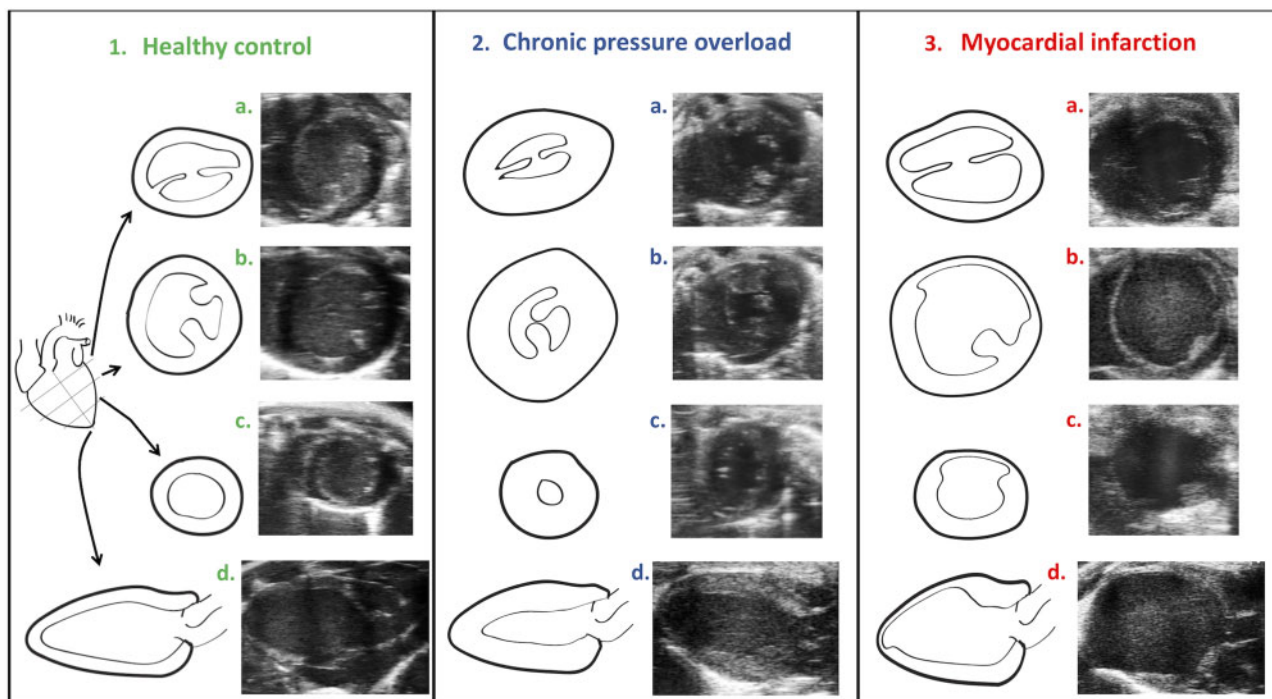 1. Healthy control
a.
b.
c.
d.
2. Chronic pressure overload
a.
b.
c.
d.
3. Myocardial infarction
a.
b.
c.
d.